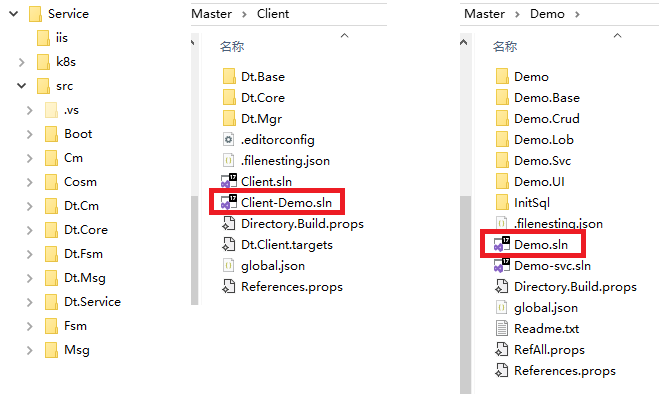 Service
iis
k8s
src
.vs
Boot
Cm
Cosm
Dt.Cm
Dt.Core
Dt.Fsm
Dt.Msg
Dt.Service
Fsm
Msg
Master > Client
名称
Dt.Base
Dt.Core
Dt.Mgr
.editorconfig
.filenesting.json
Client.sln
Client-Demo.sln
Directory.Build.props
Dt.Client.targets
global.json
References.props
Master > Demo >
名称
Demo
Demo.Base
Demo.Crud
Demo.Lob
Demo.Svc
Demo.UI
InitSql
.filenesting.json
Demo.sln
Demo-svc.sln
Directory.Build.props
global.json
Readme.txt
RefAll.props
References.props